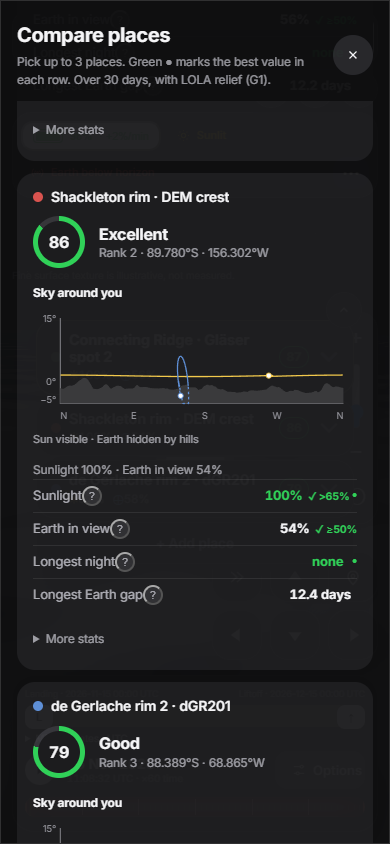 Compare places
Pick up to 3 places. Green ● marks the best value in
each row. Over 30 days, with LOLA relief (G1).
×
▶ More stats
Shackleton rim · DEM crest
86
Excellent
Rank 2 · 89.780°S · 156.302°W
Sky around you
15°
0°
−5°
N E S W N
Sun visible · Earth hidden by hills
Sunlight 100% · Earth in view 54%
Sunlight ? 100% ✓ >65% •
Earth in view ? 54% ✓ ≥50%
Longest night ? none •
Longest Earth gap ? 12.4 days
▶ More stats
de Gerlache rim 2 · dGR201
79
Good
Rank 3 · 88.389°S · 68.865°W
Sky around you
15°